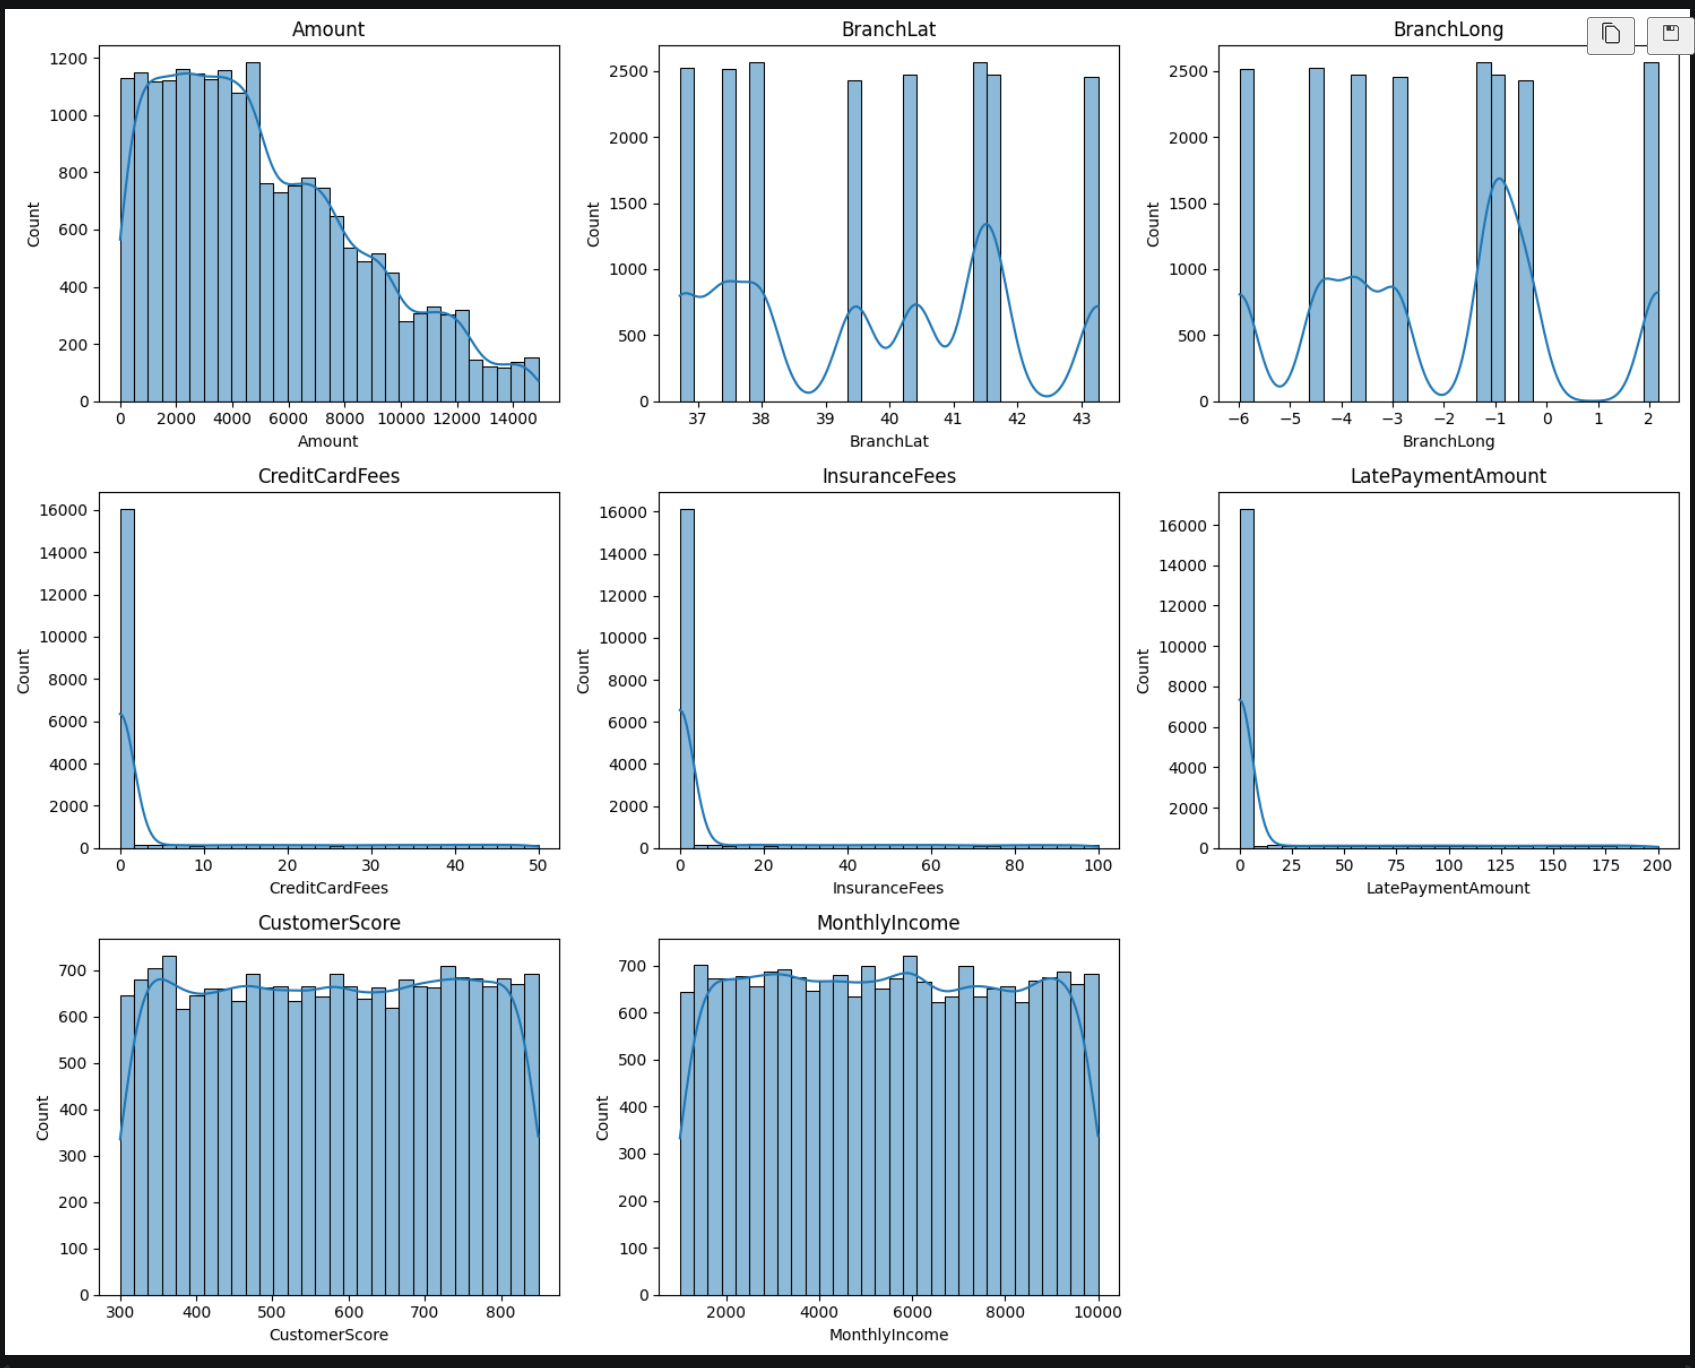 Amount
BranchLat
BranchLong
1200
1000
800
600
400
200
0
Count
0 2000 4000 6000 8000 10000 12000 14000
Amount
2500
2000
1500
1000
500
0
Count
37 38 39 40 41 42 43
BranchLat
2500
2000
1500
1000
500
0
Count
−6 −5 −4 −3 −2 −1 0 1 2
BranchLong
CreditCardFees
InsuranceFees
LatePaymentAmount
16000
14000
12000
10000
8000
6000
4000
2000
0
Count
0 10 20 30 40 50
CreditCardFees
16000
14000
12000
10000
8000
6000
4000
2000
0
Count
0 20 40 60 80 100
InsuranceFees
16000
14000
12000
10000
8000
6000
4000
2000
0
Count
0 25 50 75 100 125 150 175 200
LatePaymentAmount
CustomerScore
MonthlyIncome
700
600
500
400
300
200
100
0
Count
300 400 500 600 700 800
CustomerScore
700
600
500
400
300
200
100
0
Count
2000 4000 6000 8000 10000
MonthlyIncome